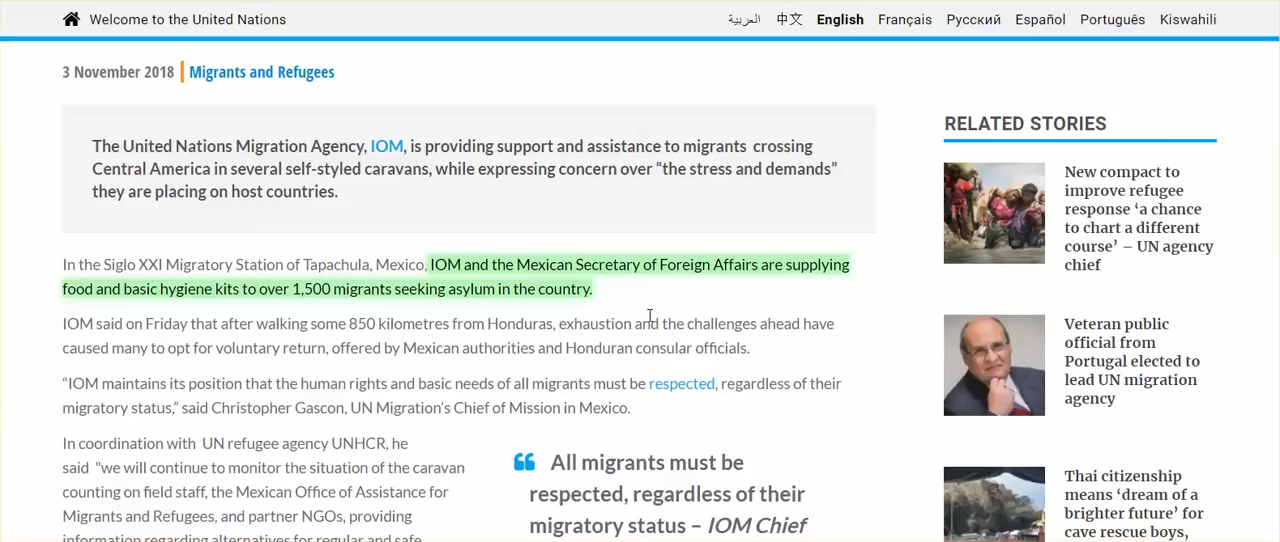 Welcome to the United Nations
العربية 中文 English Français Русский Español Português Kiswahili
3 November 2018 Migrants and Refugees
The United Nations Migration Agency, IOM, is providing support and assistance to migrants crossing
Central America in several self-styled caravans, while expressing concern over “the stress and demands”
they are placing on host countries.
In the Siglo XXI Migratory Station of Tapachula, Mexico, IOM and the Mexican Secretary of Foreign Affairs are supplying
food and basic hygiene kits to over 1,500 migrants seeking asylum in the country.
IOM said on Friday that after walking some 850 kilometres from Honduras, exhaustion and the challenges ahead have
caused many to opt for voluntary return, offered by Mexican authorities and Honduran consular officials.
“IOM maintains its position that the human rights and basic needs of all migrants must be respected, regardless of their
migratory status,” said Christopher Gascon, UN Migration’s Chief of Mission in Mexico.
In coordination with UN refugee agency UNHCR, he
said "we will continue to monitor the situation of the caravan
counting on field staff, the Mexican Office of Assistance for
Migrants and Refugees, and partner NGOs, providing
information regarding alternatives for regular and safe
“ All migrants must be
respected, regardless of their
migratory status – IOM Chief
RELATED STORIES
New compact to
improve refugee
response ‘a chance
to chart a different
course’ – UN agency
chief
Veteran public
official from
Portugal elected to
lead UN migration
agency
Thai citizenship
means ‘dream of a
brighter future’ for
cave rescue boys,